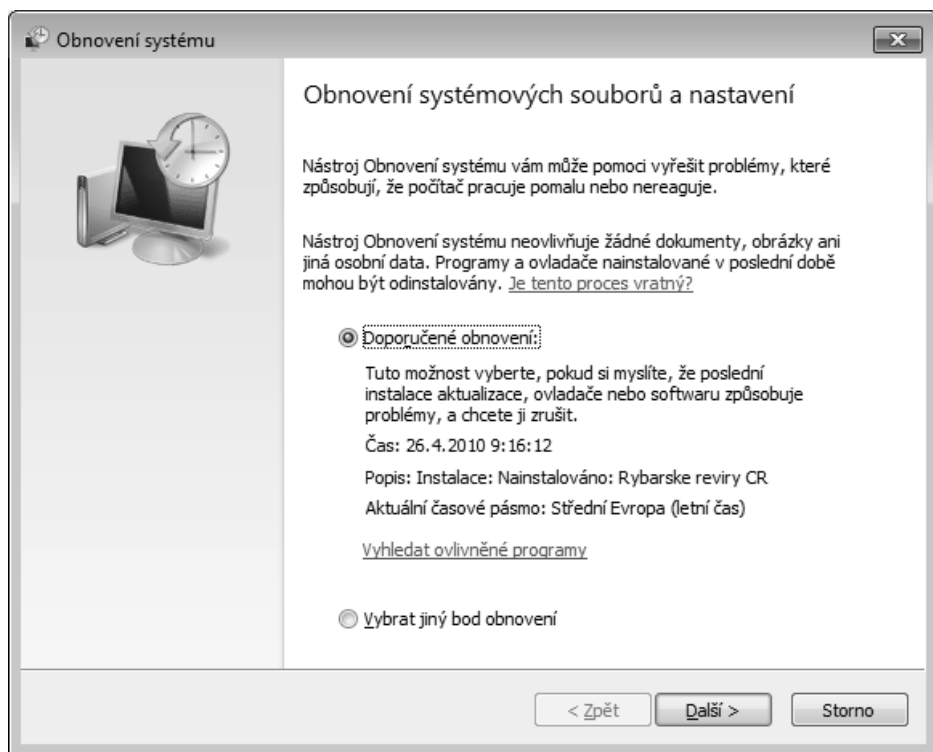 Obnovení systému
Obnovení systémových souborů a nastavení
Nástroj Obnovení systému vám může pomoci vyřešit problémy, které
způsobují, že počítač pracuje pomalu nebo nereaguje.
Nástroj Obnovení systému neovlivňuje žádné dokumenty, obrázky ani
jiná osobní data. Programy a ovladače nainstalované v poslední době
mohou být odinstalovány. Je tento proces vratný?
Doporučené obnovení:
Tuto možnost vyberte, pokud si myslíte, že poslední
instalace aktualizace, ovladače nebo softwaru způsobuje
problémy, a chcete ji zrušit.
Čas: 26.4.2010 9:16:12
Popis: Instalace: Nainstalováno: Rybarske reviry CR
Aktuální časové pásmo: Střední Evropa (letní čas)
Vyhledat ovlivněné programy
Vybrat jiný bod obnovení
< Zpět Další > Storno